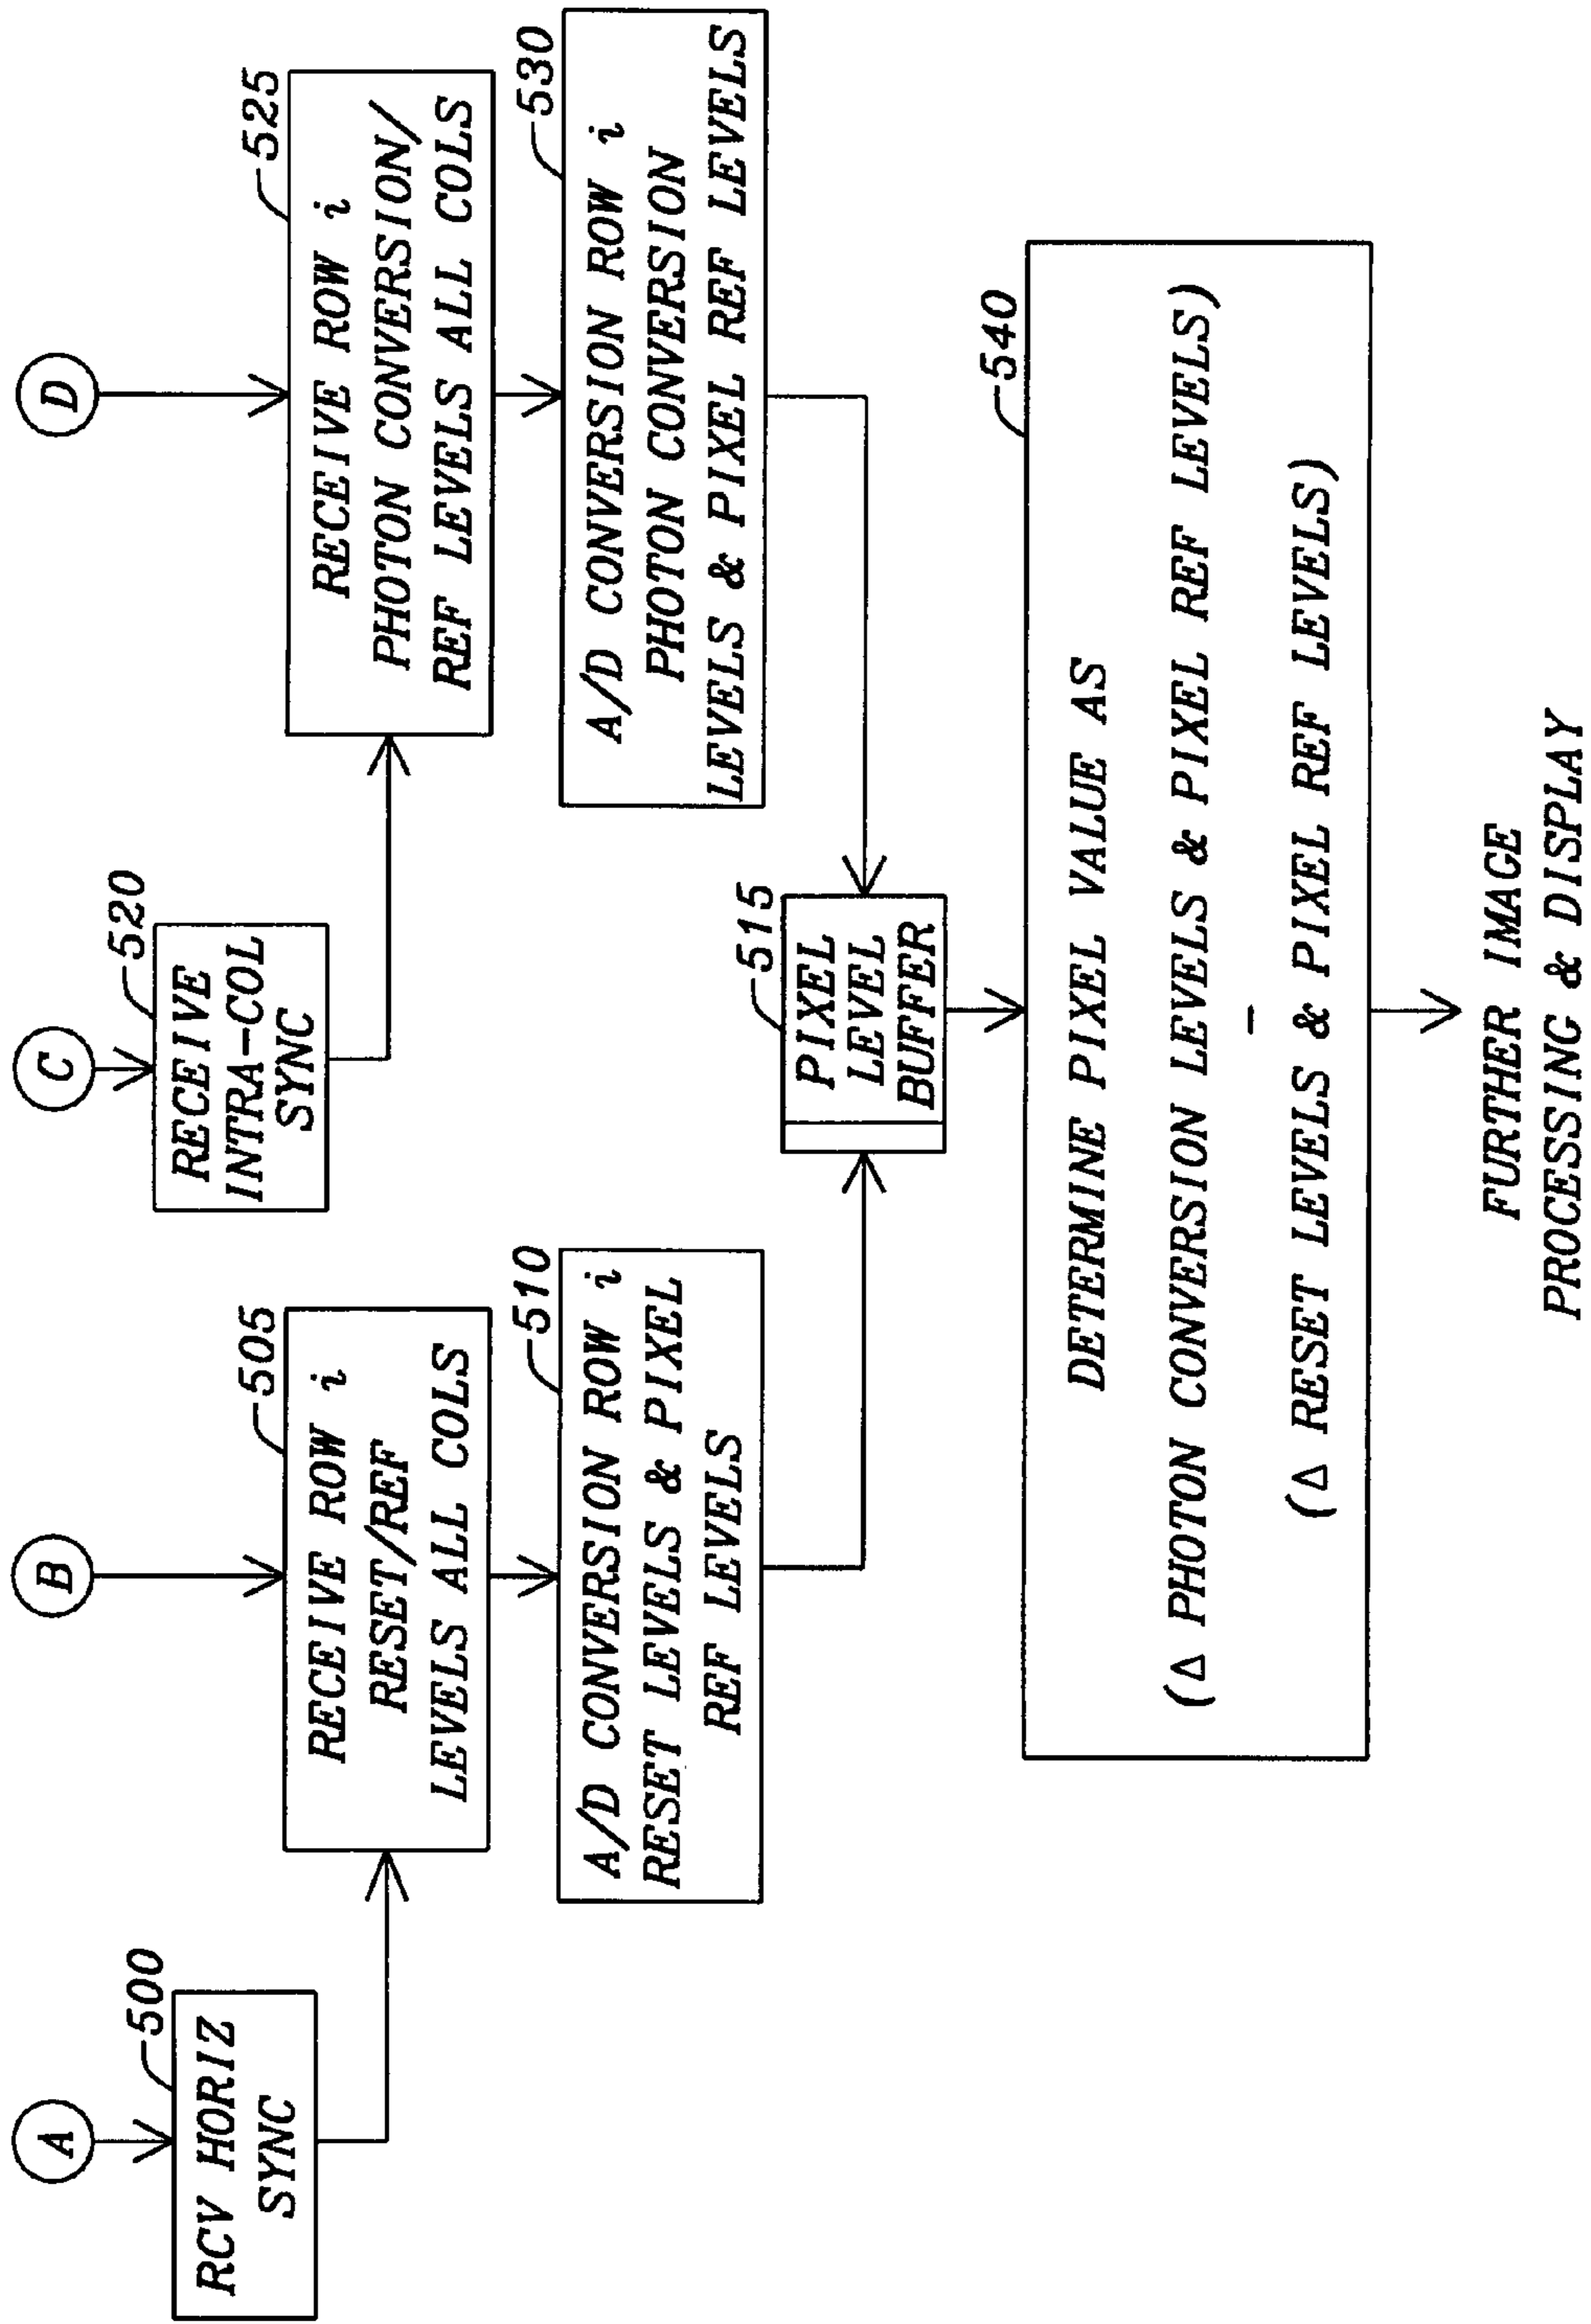 A
B
C
D
500
RCV HORIZ
SYNC
505
RECEIVE ROW i
RESET/REF
LEVELS ALL COLS
510
A/D CONVERSION ROW i
RESET LEVELS & PIXEL
REF LEVELS
520
RECEIVE
INTRA-COL
SYNC
525
RECEIVE ROW i
PHOTON CONVERSION/
REF LEVELS ALL COLS
530
A/D CONVERSION ROW i
PHOTON CONVERSION
LEVELS & PIXEL REF LEVELS
515
PIXEL
LEVEL
BUFFER
540
DETERMINE PIXEL VALUE AS
(Δ PHOTON CONVERSION LEVELS & PIXEL REF LEVELS)
-
(Δ RESET LEVELS & PIXEL REF LEVELS)
FURTHER IMAGE
PROCESSING & DISPLAY